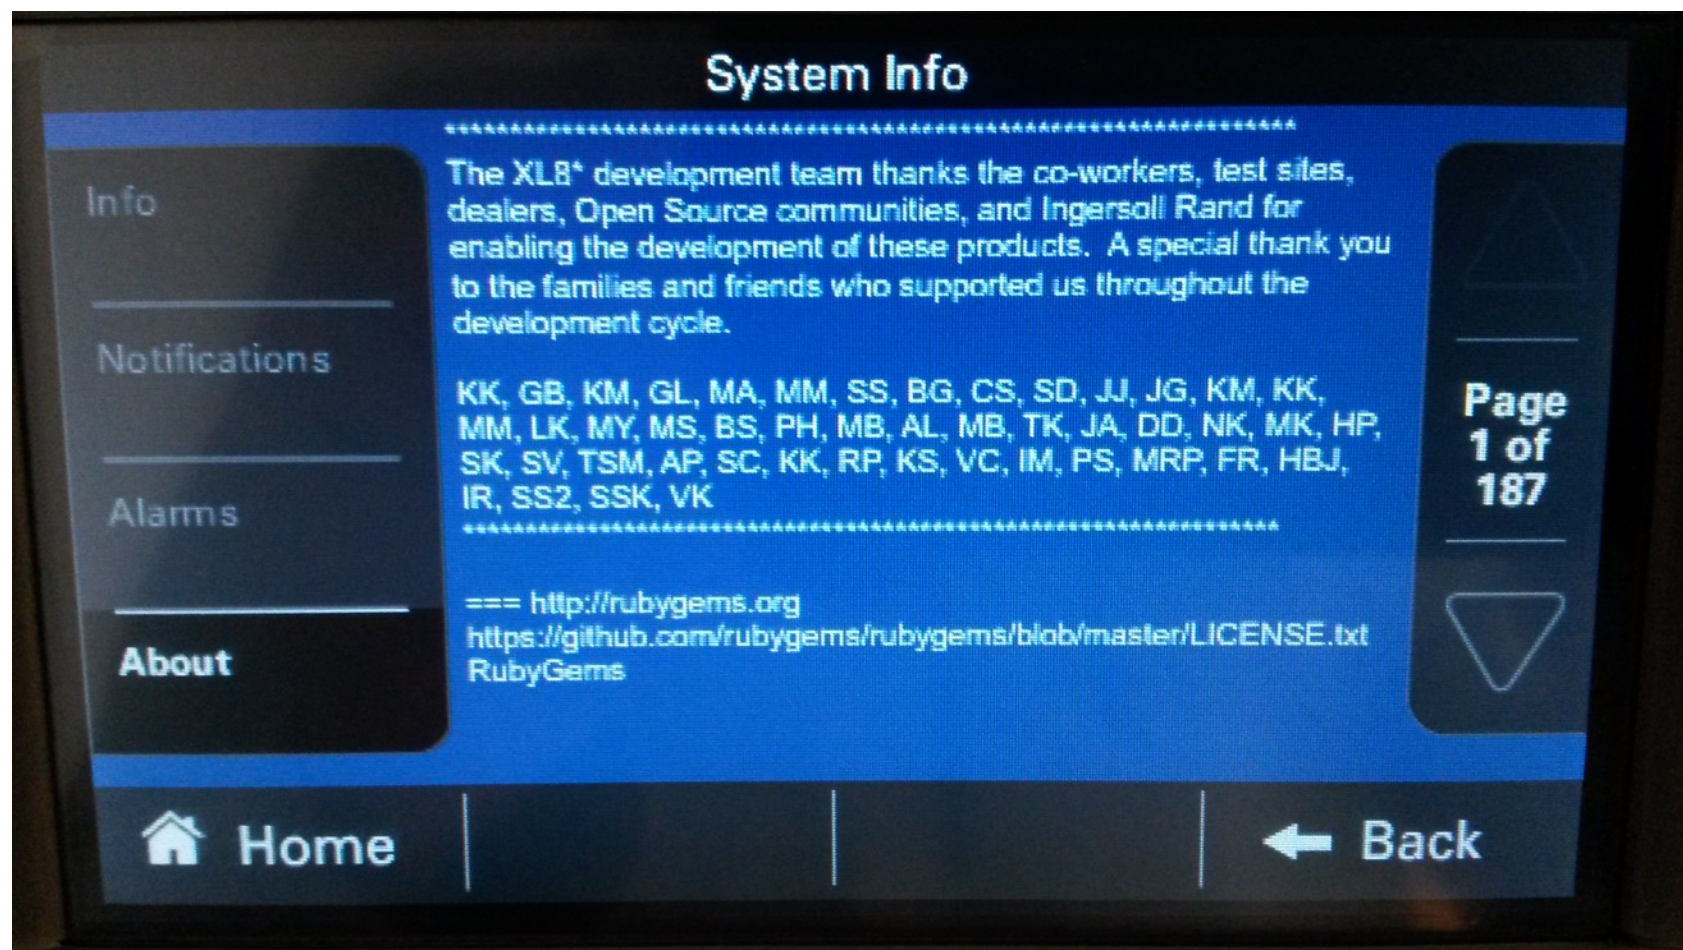 System Info
Info
Notifications
Alarms
About
******************************************************************
The XL8* development team thanks the co-workers, test sites,
dealers, Open Source communities, and Ingersoll Rand for
enabling the development of these products.  A special thank you
to the families and friends who supported us throughout the
development cycle.
KK, GB, KM, GL, MA, MM, SS, BG, CS, SD, JJ, JG, KM, KK,
MM, LK, MY, MS, BS, PH, MB, AL, MB, TK, JA, DD, NK, MK, HP,
SK, SV, TSM, AP, SC, KK, RP, KS, VC, IM, PS, MRP, FR, HBJ,
IR, SS2, SSK, VK
******************************************************************
=== http://rubygems.org
https://github.com/rubygems/rubygems/blob/master/LICENSE.txt
RubyGems
Page
1 of
187
Home
Back